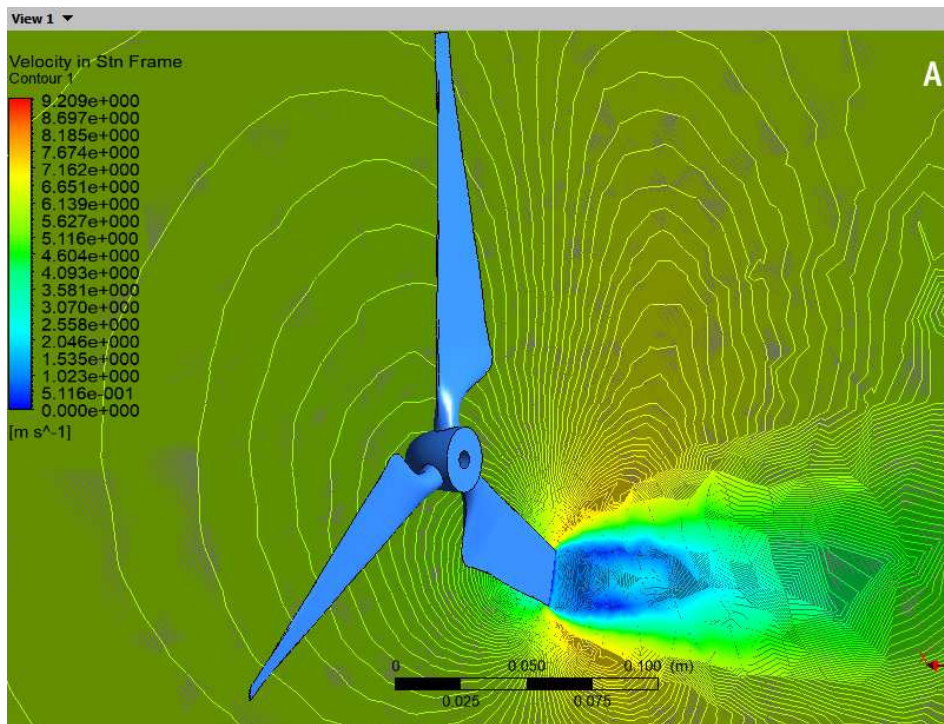 View 1
Velocity in Stn Frame
Contour 1
9.209e+000
8.697e+000
8.185e+000
7.674e+000
7.162e+000
6.651e+000
6.139e+000
5.627e+000
5.116e+000
4.604e+000
4.093e+000
3.581e+000
3.070e+000
2.558e+000
2.046e+000
1.535e+000
1.023e+000
5.116e-001
0.000e+000
[m s^-1]
A
0 0.050 0.100 (m)
0.025 0.075